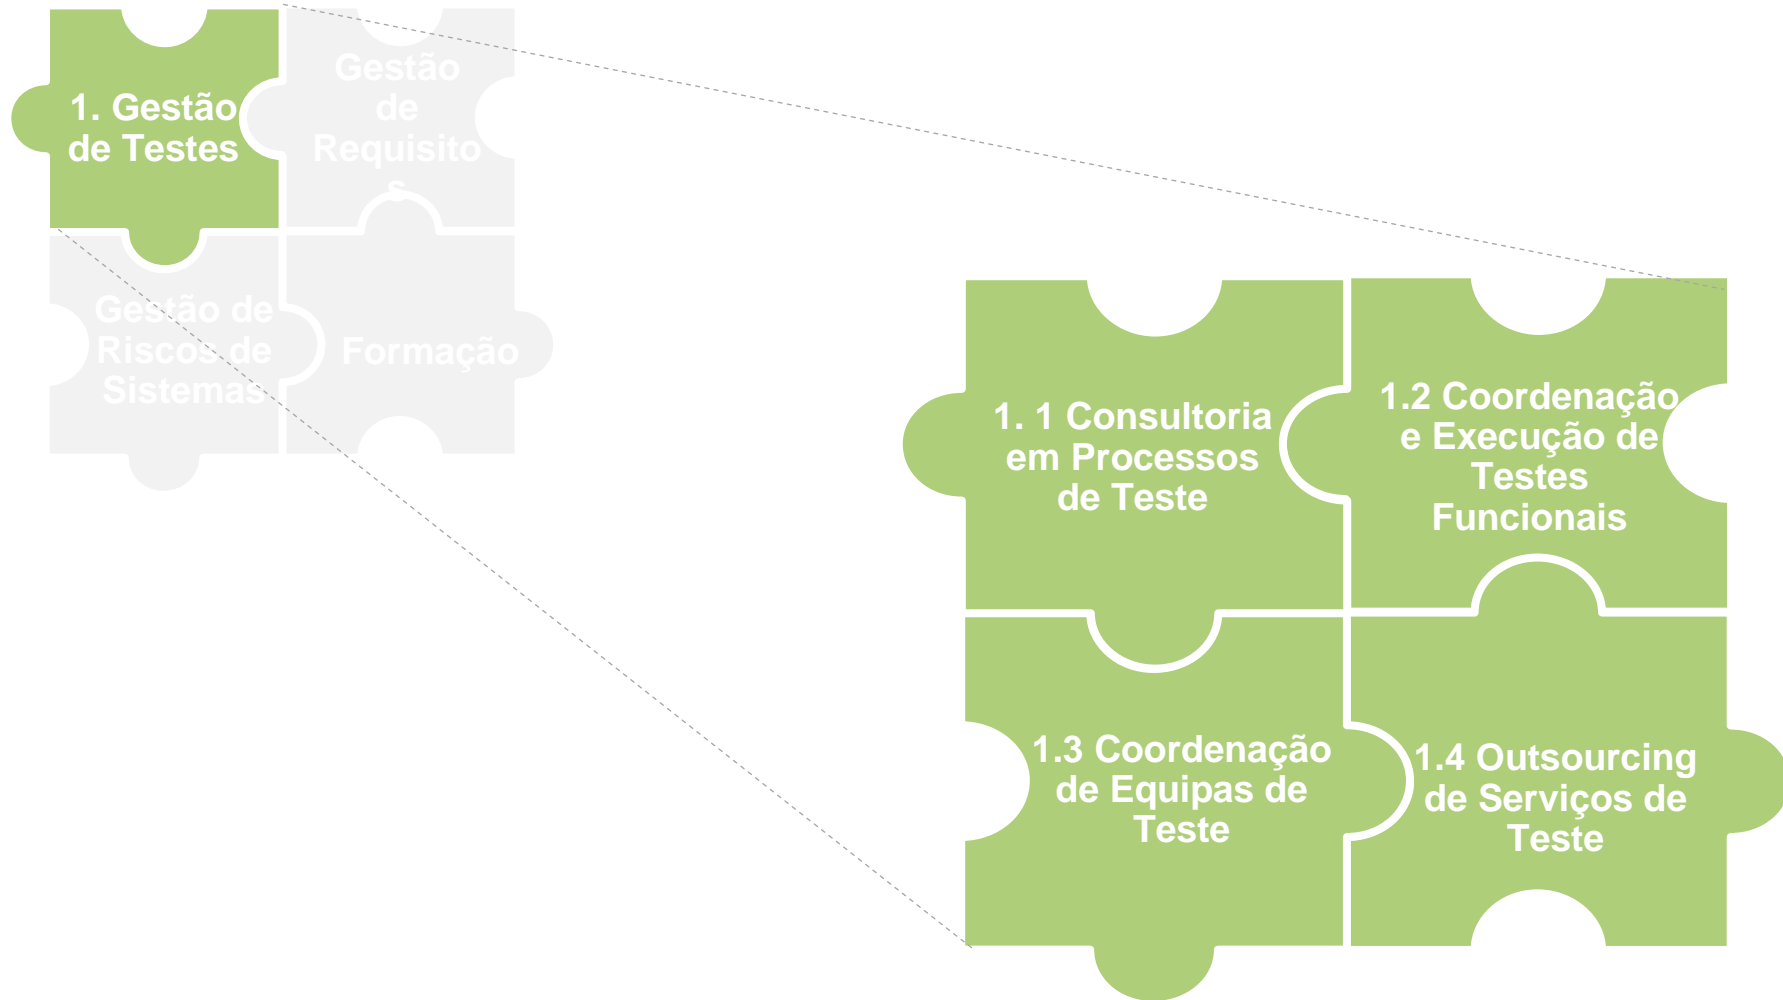 1. Gestão
de Testes
Gestão
de
Requisito
s
Gestão de
Riscos de
Sistemas
Formação
1. 1 Consultoria
em Processos
de Teste
1.2 Coordenação
e Execução de
Testes
Funcionais
1.3 Coordenação
de Equipas de
Teste
1.4 Outsourcing
de Serviços de
Teste